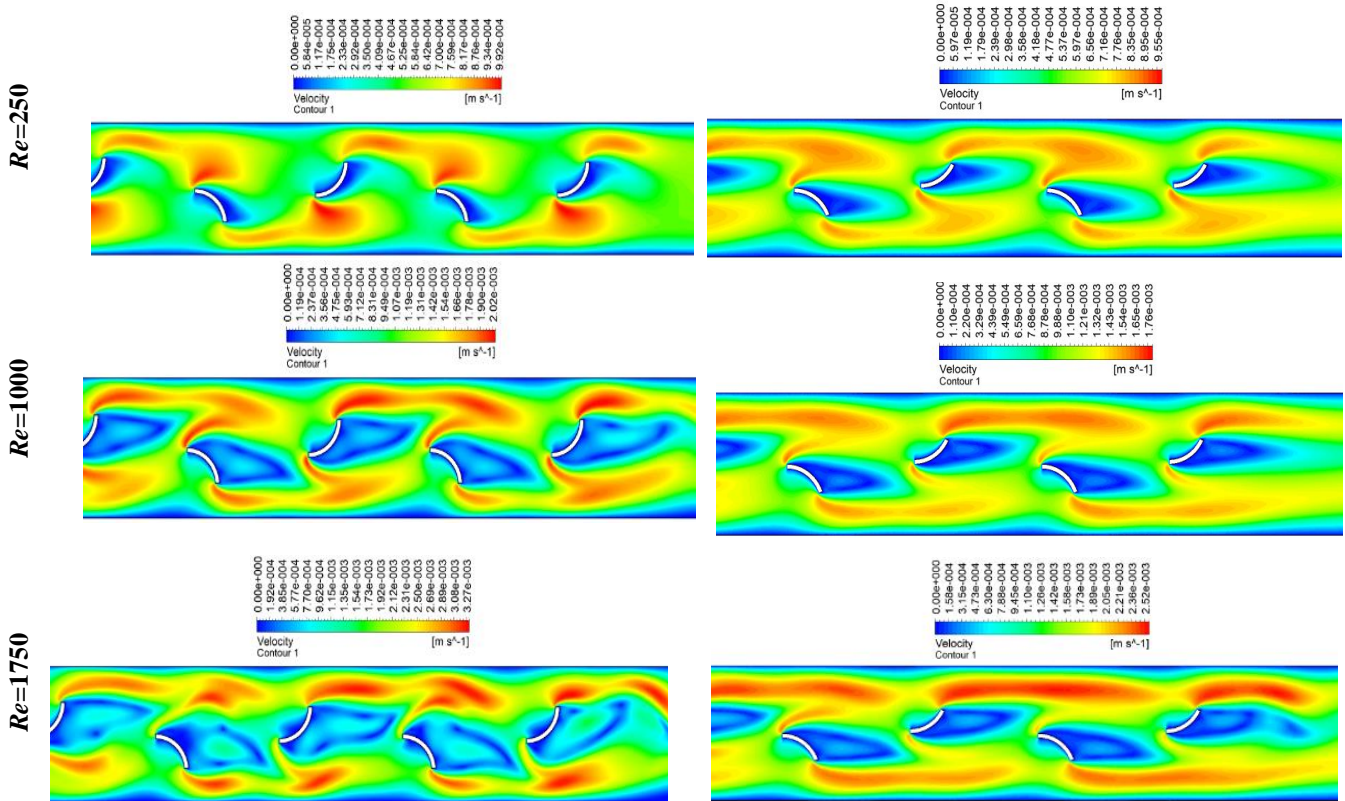 Re=250
0.00e+000
5.84e-005
1.17e-004
1.75e-004
2.33e-004
2.92e-004
3.50e-004
4.09e-004
4.67e-004
5.25e-004
5.84e-004
6.42e-004
7.00e-004
7.59e-004
8.17e-004
8.76e-004
9.34e-004
9.92e-004
Velocity [m s^-1]
Contour 1
0.00e+000
5.97e-005
1.19e-004
1.79e-004
2.39e-004
2.98e-004
3.58e-004
4.18e-004
4.77e-004
5.37e-004
5.97e-004
6.56e-004
7.16e-004
7.76e-004
8.35e-004
8.95e-004
9.55e-004
Velocity [m s^-1]
Contour 1
Re=1000
0.00e+000
1.19e-004
2.37e-004
3.56e-004
4.75e-004
5.93e-004
7.12e-004
8.31e-004
9.49e-004
1.07e-003
1.19e-003
1.31e-003
1.42e-003
1.54e-003
1.66e-003
1.78e-003
1.90e-003
2.02e-003
Velocity [m s^-1]
Contour 1
0.00e+000
1.10e-004
2.20e-004
3.29e-004
4.39e-004
5.49e-004
6.59e-004
7.68e-004
8.78e-004
9.88e-004
1.10e-003
1.21e-003
1.32e-003
1.43e-003
1.54e-003
1.65e-003
1.76e-003
Velocity [m s^-1]
Contour 1
Re=1750
0.00e+000
1.92e-004
3.85e-004
5.77e-004
7.70e-004
9.62e-004
1.15e-003
1.35e-003
1.54e-003
1.73e-003
1.92e-003
2.12e-003
2.31e-003
2.50e-003
2.69e-003
2.89e-003
3.08e-003
3.27e-003
Velocity [m s^-1]
Contour 1
0.00e+000
1.58e-004
3.15e-004
4.73e-004
6.30e-004
7.88e-004
9.45e-004
1.10e-003
1.26e-003
1.42e-003
1.58e-003
1.73e-003
1.89e-003
2.05e-003
2.21e-003
2.36e-003
2.52e-003
Velocity [m s^-1]
Contour 1